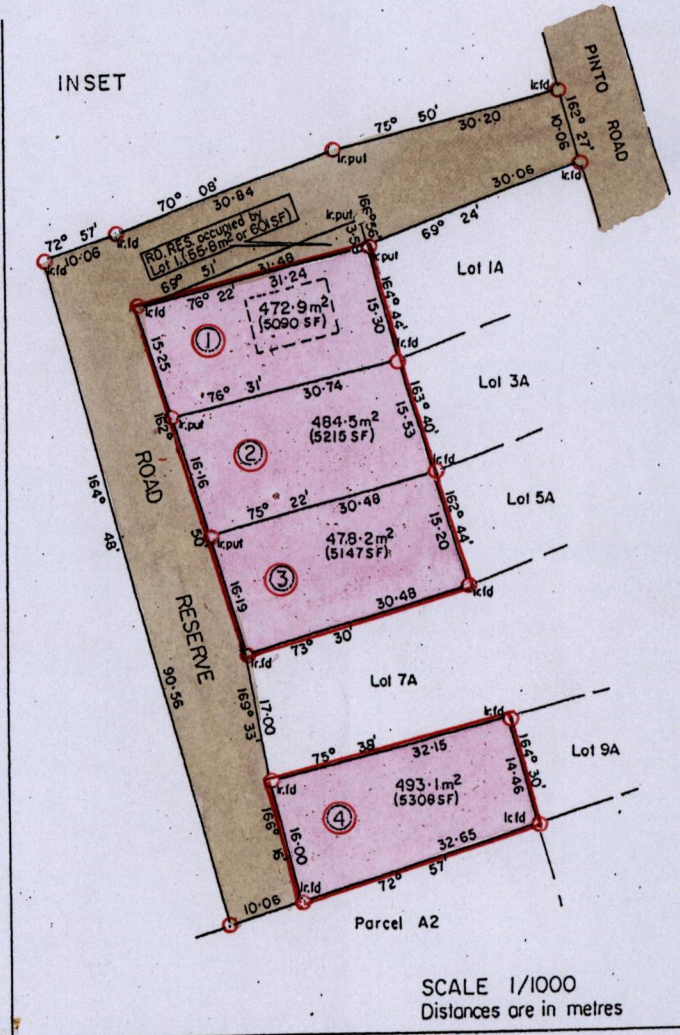 INSET
PINTO ROAD
162° 27'
10·06
75° 50'
30·20
Ir.fd
Ir.put
30·06
Ir.fd
70° 08'
30·84
72° 57'
10·06
Ir.fd
Ir.fd
RD. RES. occupied by
Lot 1,(55·8m² or 601SF)
Ir.put
166° 56'
3·58
Ir.put
69° 24'
69° 51'
31·48
76° 22'
31·24
Ir.fd
Lot 1A
472·9m²
(5090 SF)
1
15·25
164° 44'
15·30
Ir.fd
76° 31'
30·74
Ir.put
162°
Lot 3A
484·5m²
(5215 SF)
2
163° 40'
15·53
ROAD
16·16
Ir.fd
75° 22'
30·48
50'
Ir.put
Lot 5A
164° 48'
478·2m²
(5147SF)
3
162° 44'
15·20
16·19
Ir.fd
30·48
73° 30'
Ir.fd
RESERVE
90·56
Lot 7A
169° 33'
17·00
Ir.fd
75° 38'
32·15
Ir.fd
Lot 9A
493·1m²
(5308SF)
4
164° 30'
14·46
Ir.fd
166° 16'
16·00
32·65
Ir.fd
72° 57'
10·06
Parcel A2
SCALE 1/1000
Distances are in metres